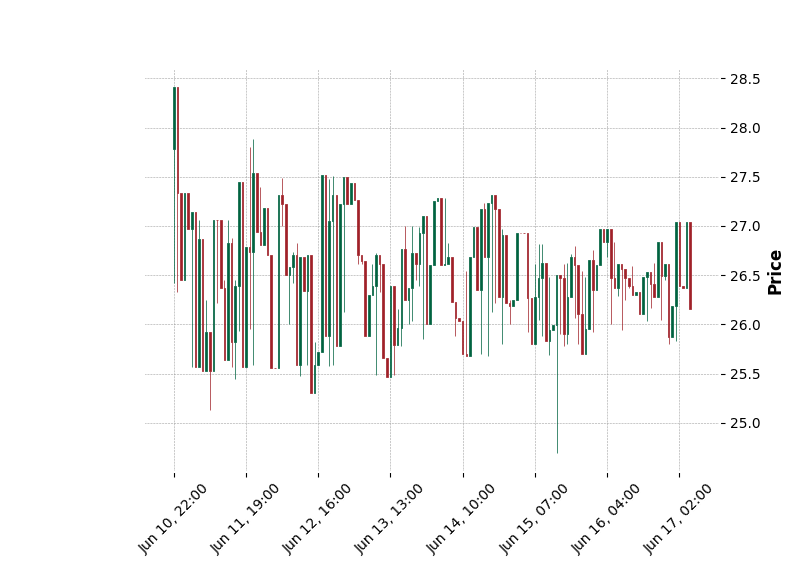 28.5
28.0
27.5
27.0
26.5
26.0
25.5
25.0
Price
Jun 10, 22:00
Jun 11, 19:00
Jun 12, 16:00
Jun 13, 13:00
Jun 14, 10:00
Jun 15, 07:00
Jun 16, 04:00
Jun 17, 02:00